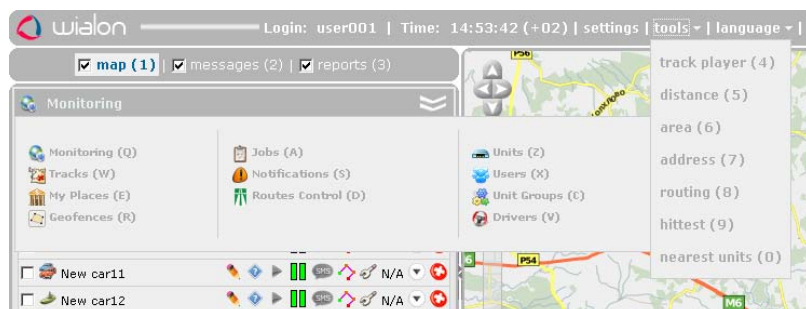 wialon Login: user001 | Time: 14:53:42 (+02) | settings | tools | language |
map (1) | messages (2) | reports (3)
Monitoring
Monitoring (Q)
Tracks (W)
My Places (E)
Geofences (R)
Jobs (A)
Notifications (S)
Routes Control (D)
Units (Z)
Users (X)
Unit Groups (C)
Drivers (V)
New car11 SMS N/A
New car12 SMS N/A
track player (4)
distance (5)
area (6)
address (7)
routing (8)
hittest (9)
nearest units (0)
P56
P54
M6